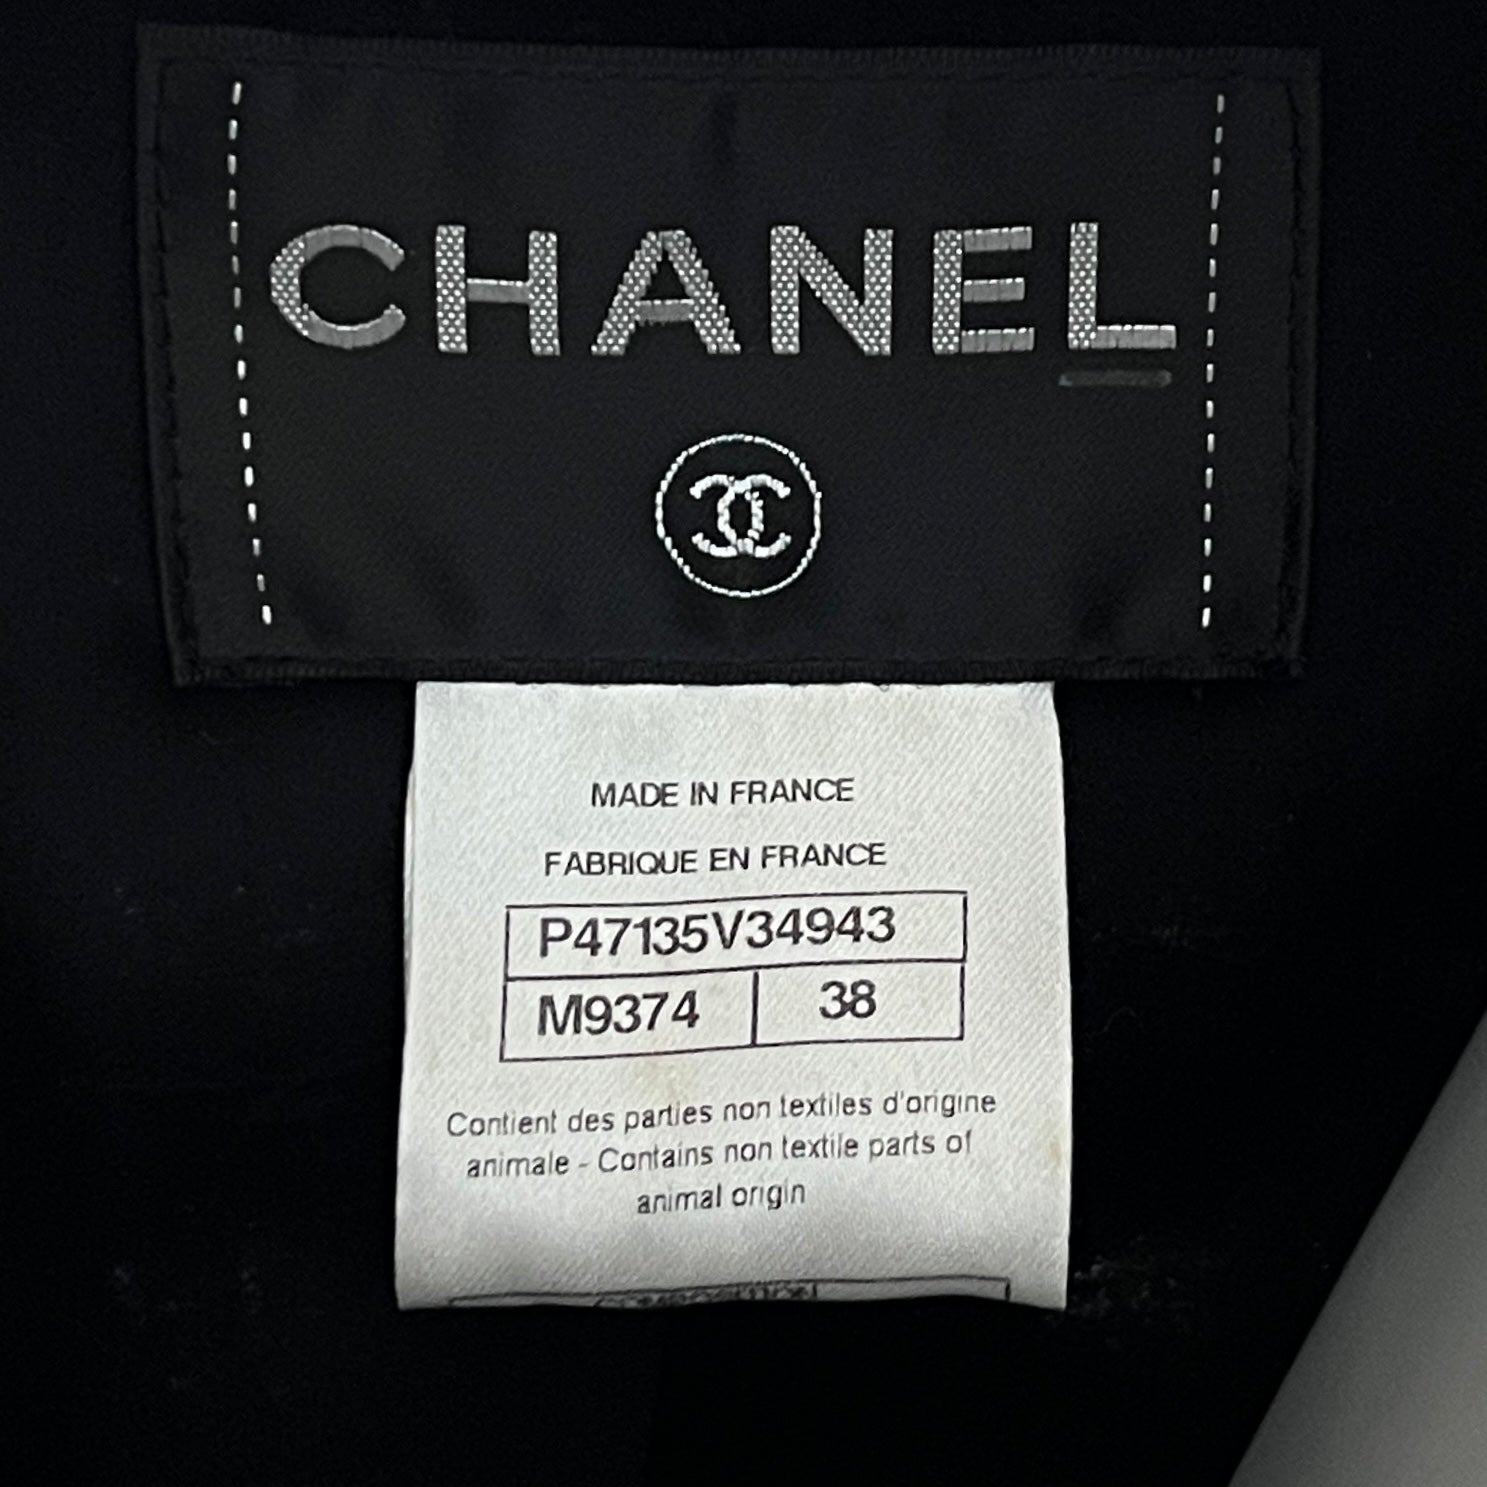 CHANEL
MADE IN FRANCE
FABRIQUE EN FRANCE
P47135V34943
M9374 38
Contient des parties non textiles d'origine
animale - Contains non textile parts of
animal origin